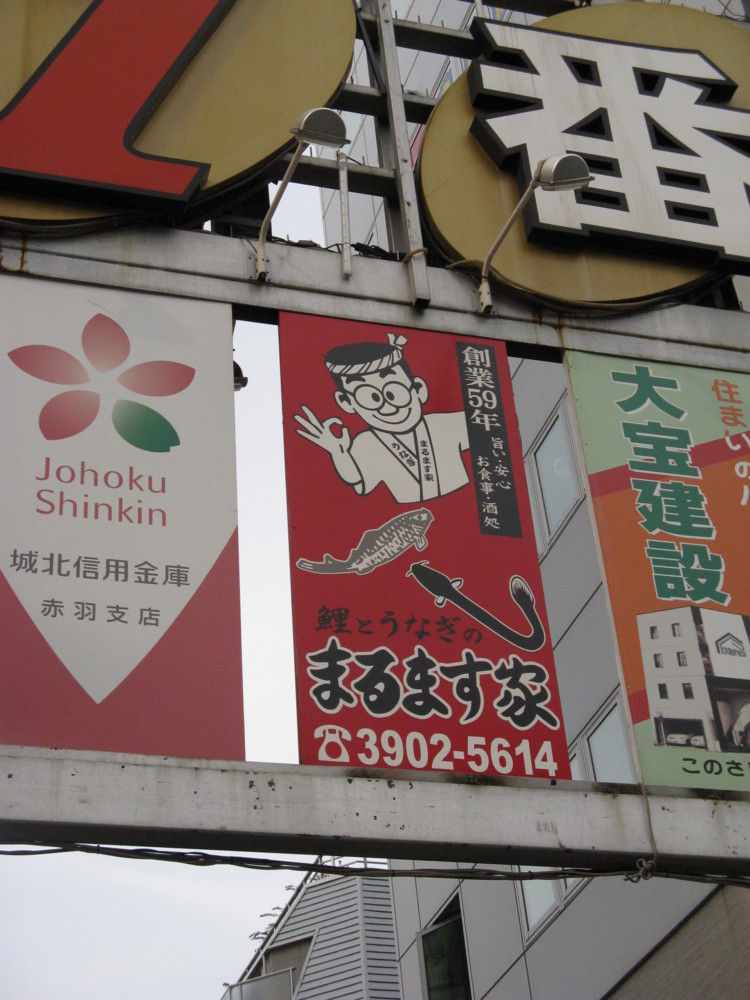 1番
Johoku
Shinkin
城北信用金庫
赤羽支店
創業59年
旨い・安心
お食事・酒処
まるます家
鯉とうなぎの
まるます家
☎3902-5614
住まいの
大宝建設
このさ